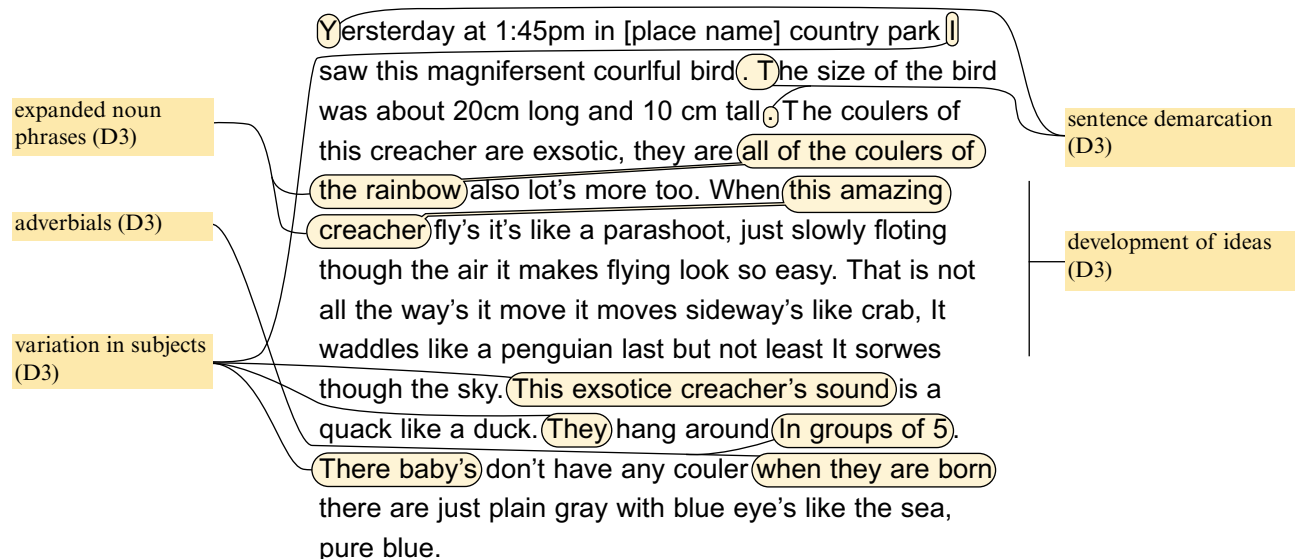 Yersterday at 1:45pm in [place name] country park I
saw this magnifersent courlful bird. The size of the bird
was about 20cm long and 10 cm tall. The coulers of
this creacher are exsotic, they are all of the coulers of
the rainbow also lot's more too. When this amazing
creacher fly's it's like a parashoot, just slowly floting
though the air it makes flying look so easy. That is not
all the way's it move it moves sideway's like crab, It
waddles like a penguian last but not least It sorwes
though the sky. This exsotice creacher's sound is a
quack like a duck. They hang around In groups of 5.
There baby's don't have any couler when they are born
there are just plain gray with blue eye's like the sea,
pure blue.
expanded noun
phrases (D3)
adverbials (D3)
variation in subjects
(D3)
sentence demarcation
(D3)
development of ideas
(D3)